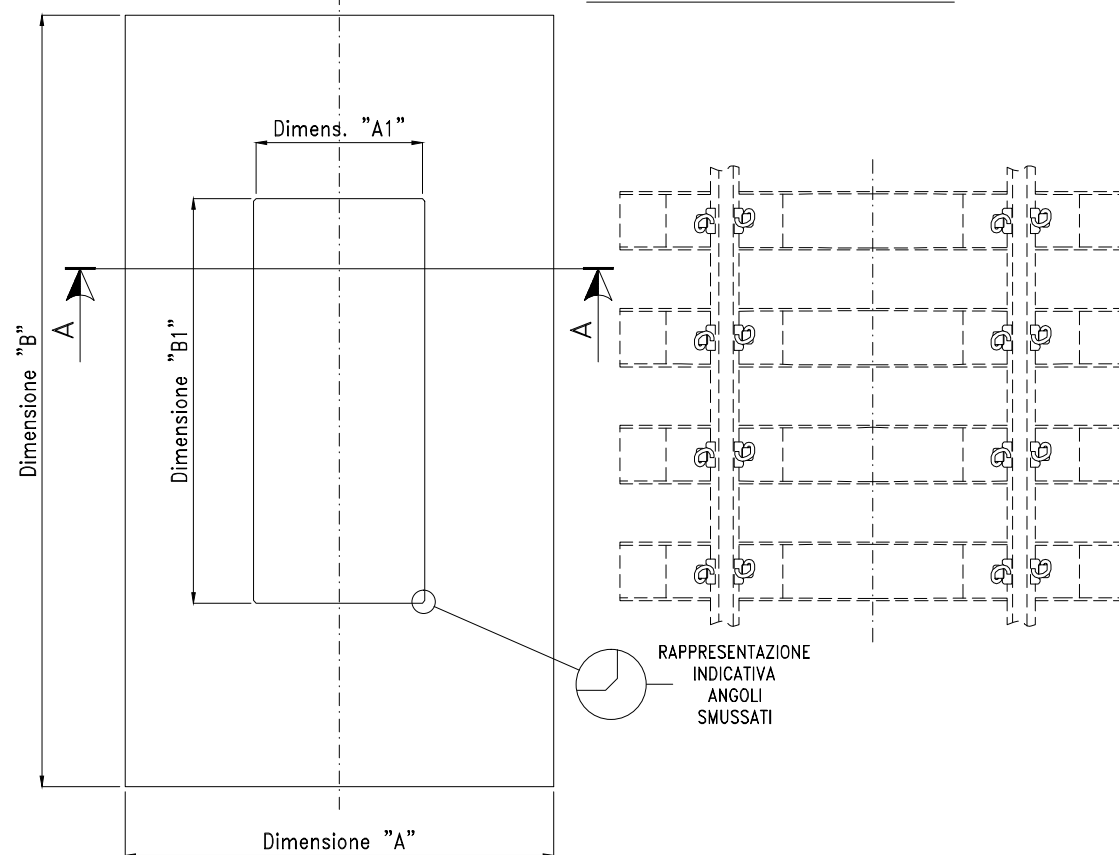 Dimens. "A1"
A
A
Dimensione "B"
Dimensione "B1"
RAPPRESENTAZIONE
INDICATIVA
ANGOLI
SMUSSATI
Dimensione "A"